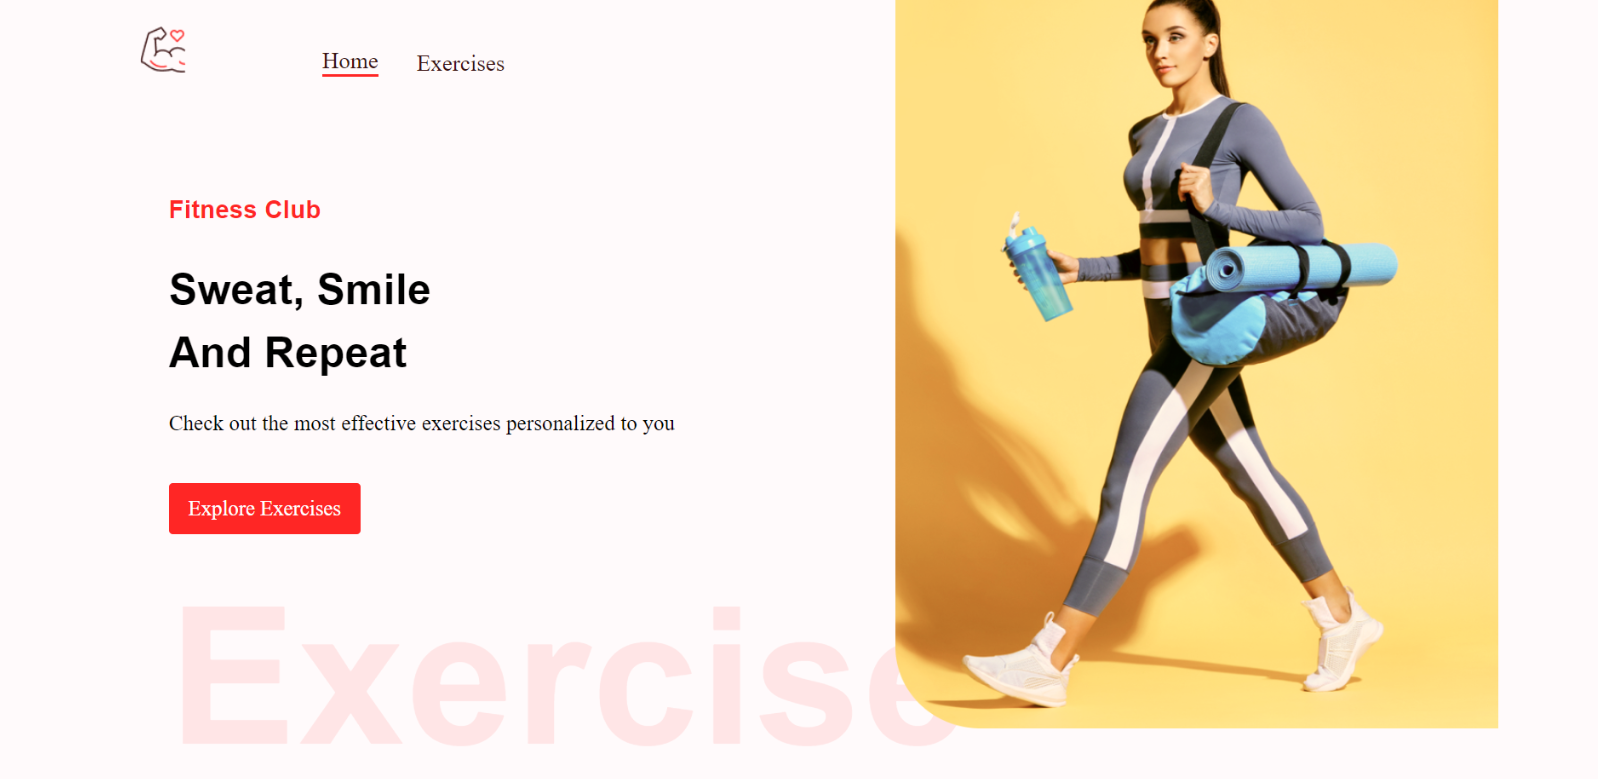 Home
Exercises
Fitness Club
Sweat, Smile
And Repeat
Check out the most effective exercises personalized to you
Explore Exercises
Exercise